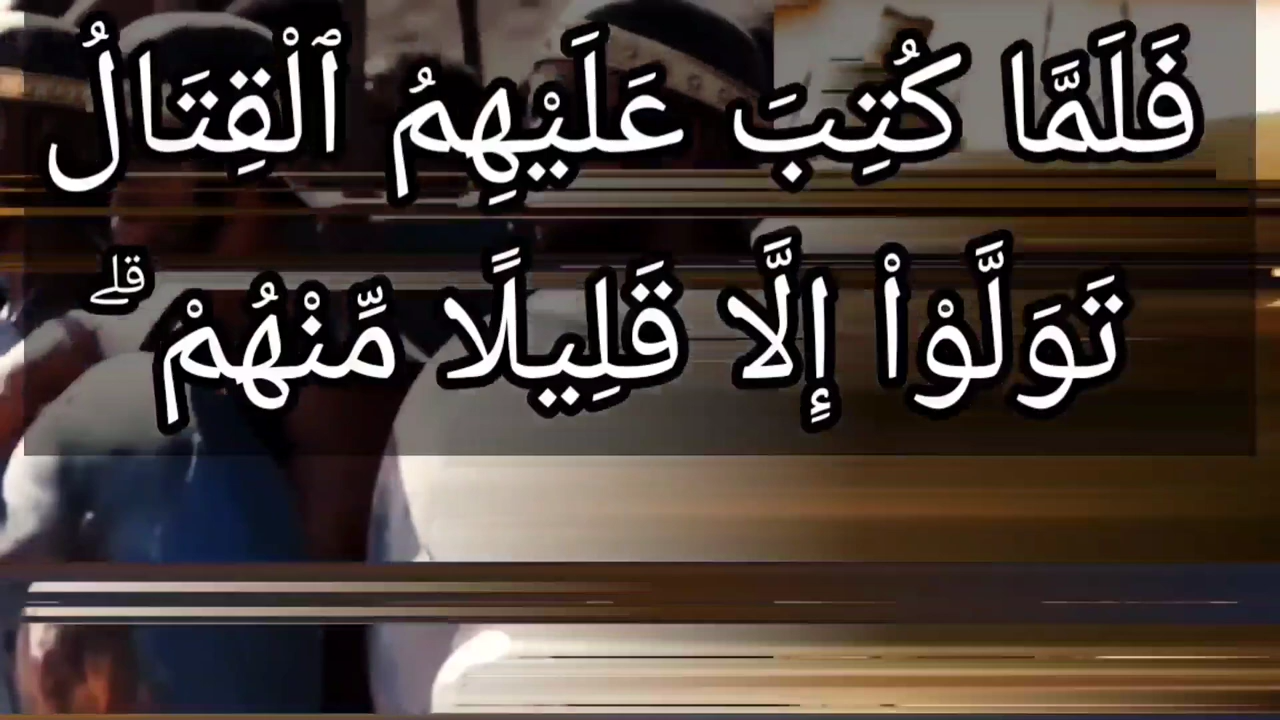 فَلَمَّا كُتِبَ عَلَيْهِمُ ٱلْقِتَالُ
تَوَلَّوْا۟ إِلَّا قَلِيلًا مِّنْهُمْ ۗ